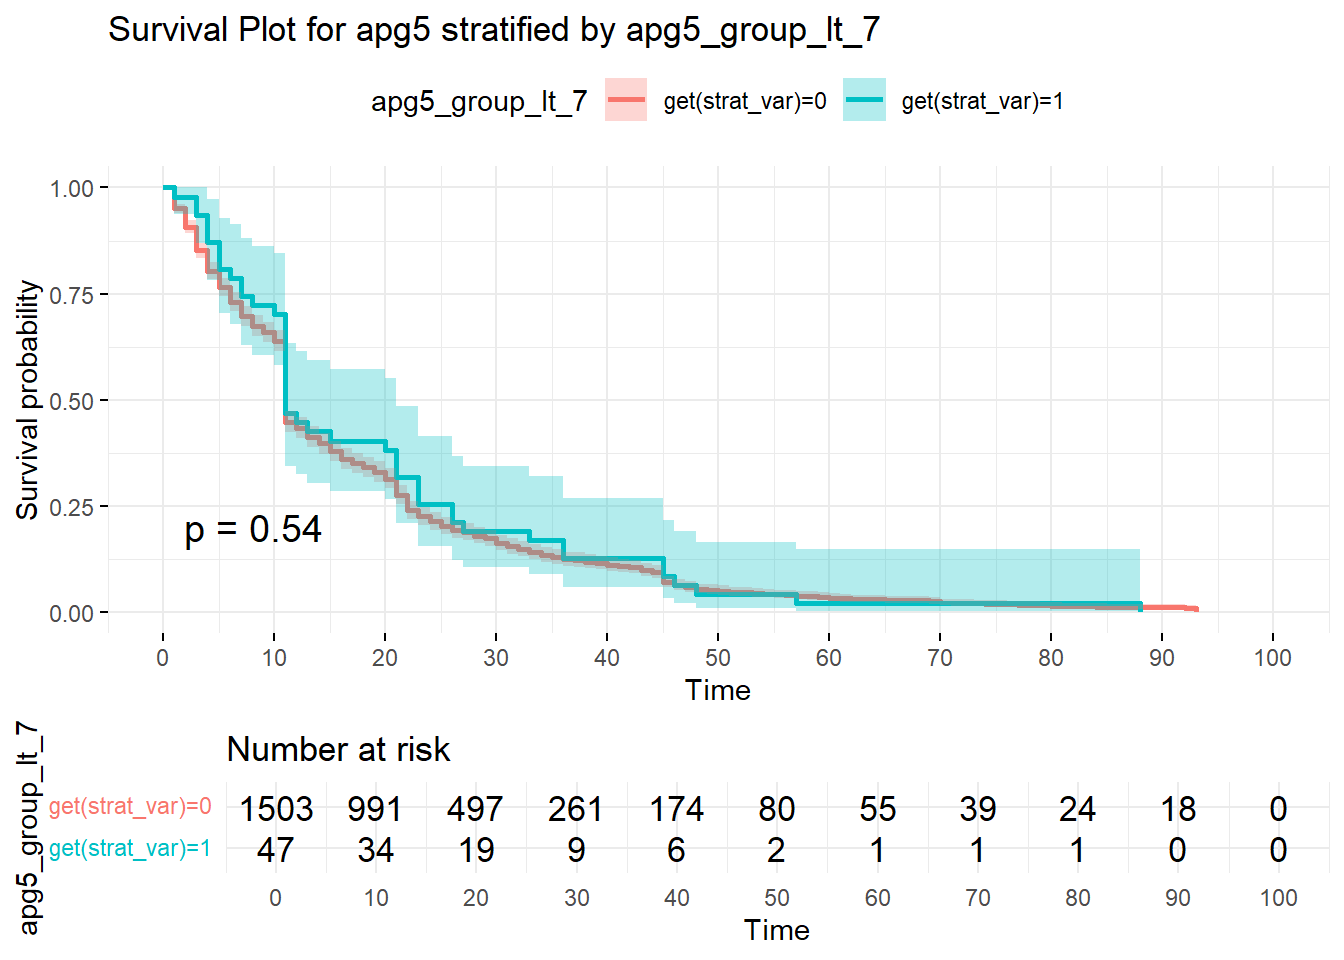 Survival Plot for apg5 stratified by apg5_group_lt_7
apg5_group_lt_7 get(strat_var)=0 get(strat_var)=1
Survival probability
1.00
0.75
0.50
0.25
0.00
p = 0.54
0 10 20 30 40 50 60 70 80 90 100
Time
Number at risk
apg5_group_lt_7
get(strat_var)=0 1503 991 497 261 174 80 55 39 24 18 0
get(strat_var)=1 47 34 19 9 6 2 1 1 1 0 0
0 10 20 30 40 50 60 70 80 90 100
Time